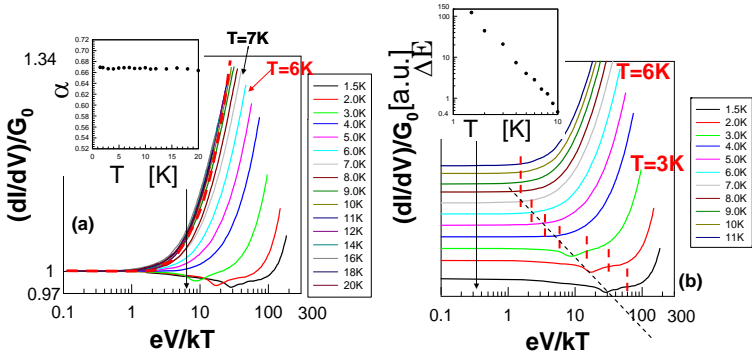 0.72
0.70
0.68
0.66
0.64
0.62
0.60
0.58
0.56
0.54
0.52
α
0 5 10 15 20
T [K]
T=7K
T=6K
1.34
1
0.97
(dI/dV)/G0
(a)
0.1 1 10 100 300
eV/kT
1.5K
2.0K
3.0K
4.0K
5.0K
6.0K
7.0K
8.0K
9.0K
10K
11K
12K
14K
16K
18K
20K
150
100
10
1
0.4
ΔE
[a.u.]
1 10
T [K]
T=6K
T=3K
(dI/dV)/G0
(b)
0.1 1 10 100 300
eV/kT
1.5K
2.0K
3.0K
4.0K
5.0K
6.0K
7.0K
8.0K
9.0K
10K
11K